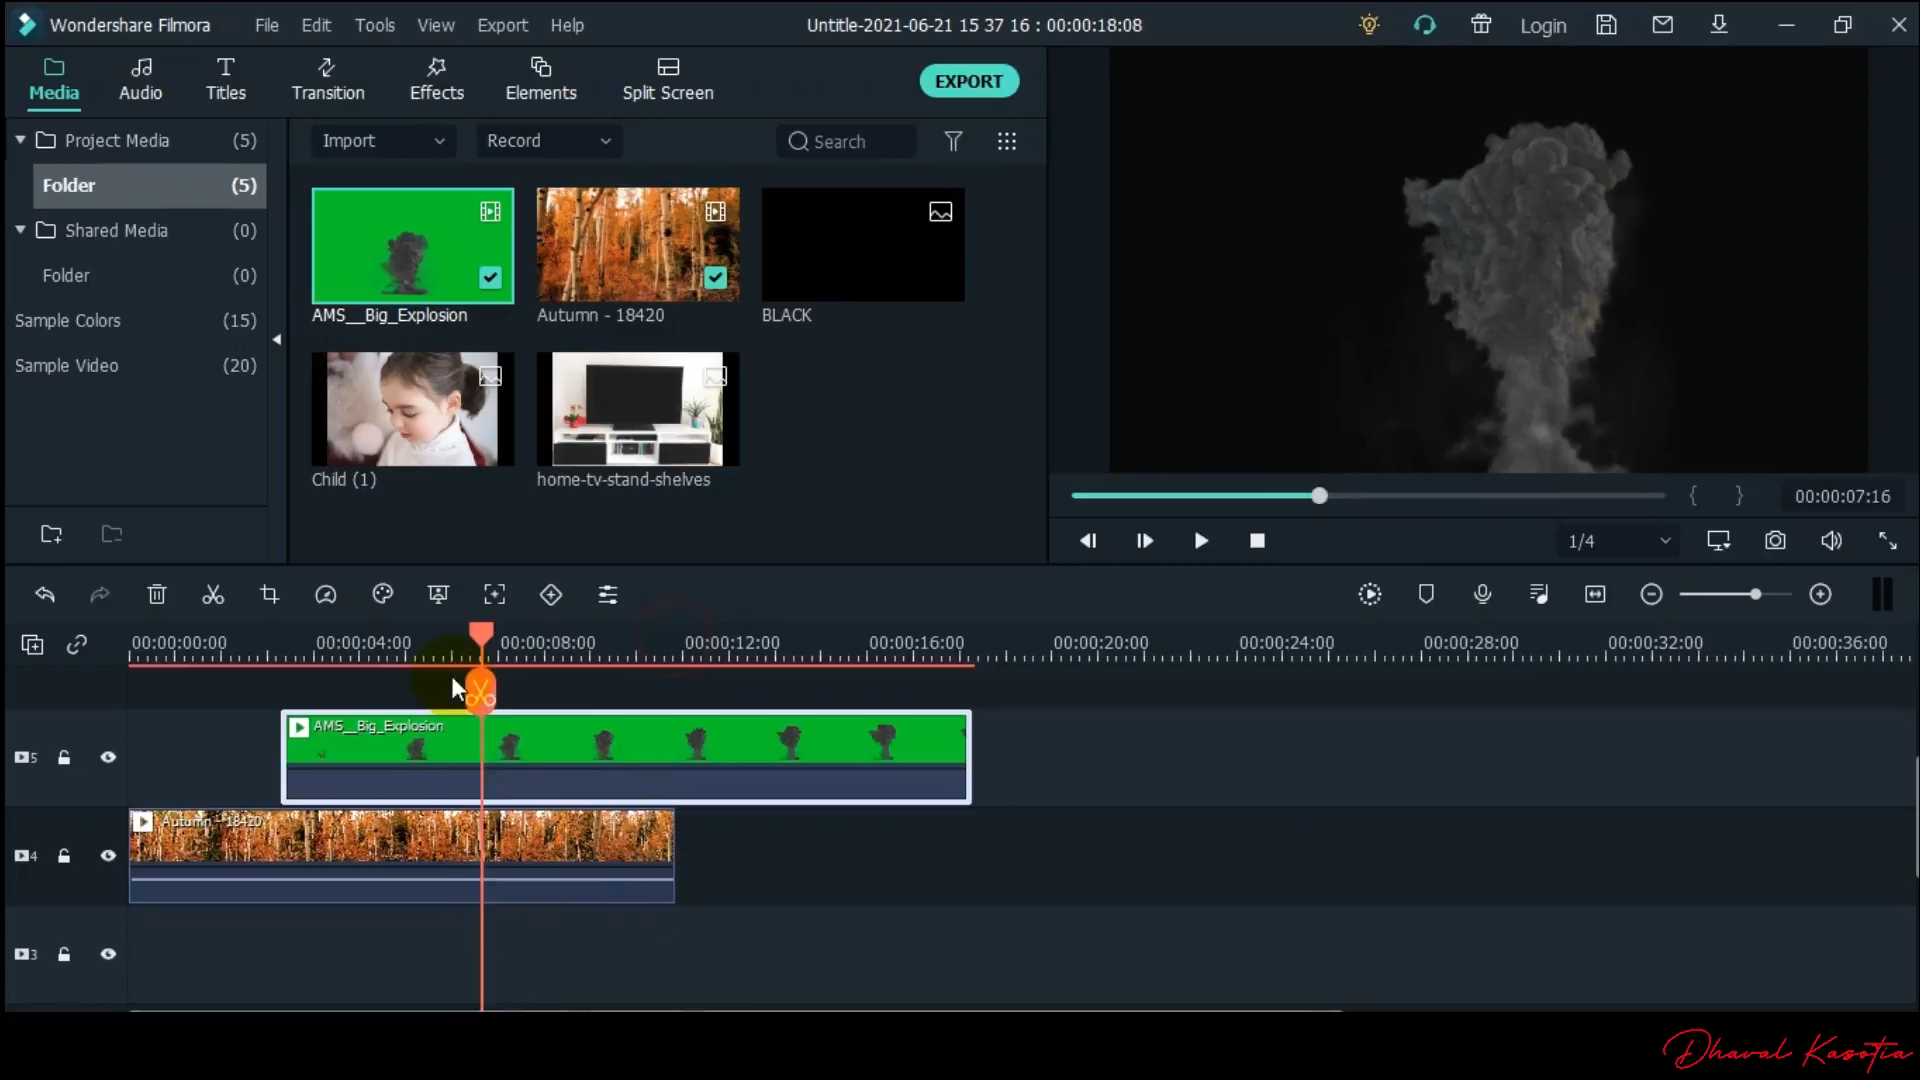 Wondershare Filmora
File
Edit
Tools
View
Export
Help
Untitle-2021-06-21 15 37 16 : 00:00:18:08
Login
Media
Audio
Titles
Transition
Effects
Elements
Split Screen
EXPORT
Project Media (5)
Folder (5)
Shared Media (0)
Folder (0)
Sample Colors (15)
Sample Video (20)
Import
Record
Search
AMS__Big_Explosion
Autumn - 18420
BLACK
Child (1)
home-tv-stand-shelves
{ }
00:00:07:16
1/4
00:00:00:00
00:00:04:00
00:00:08:00
00:00:12:00
00:00:16:00
00:00:20:00
00:00:24:00
00:00:28:00
00:00:32:00
00:00:36:00
5
AMS__Big_Explosion
4
Autumn - 18420
3
Dhaval Kasotia